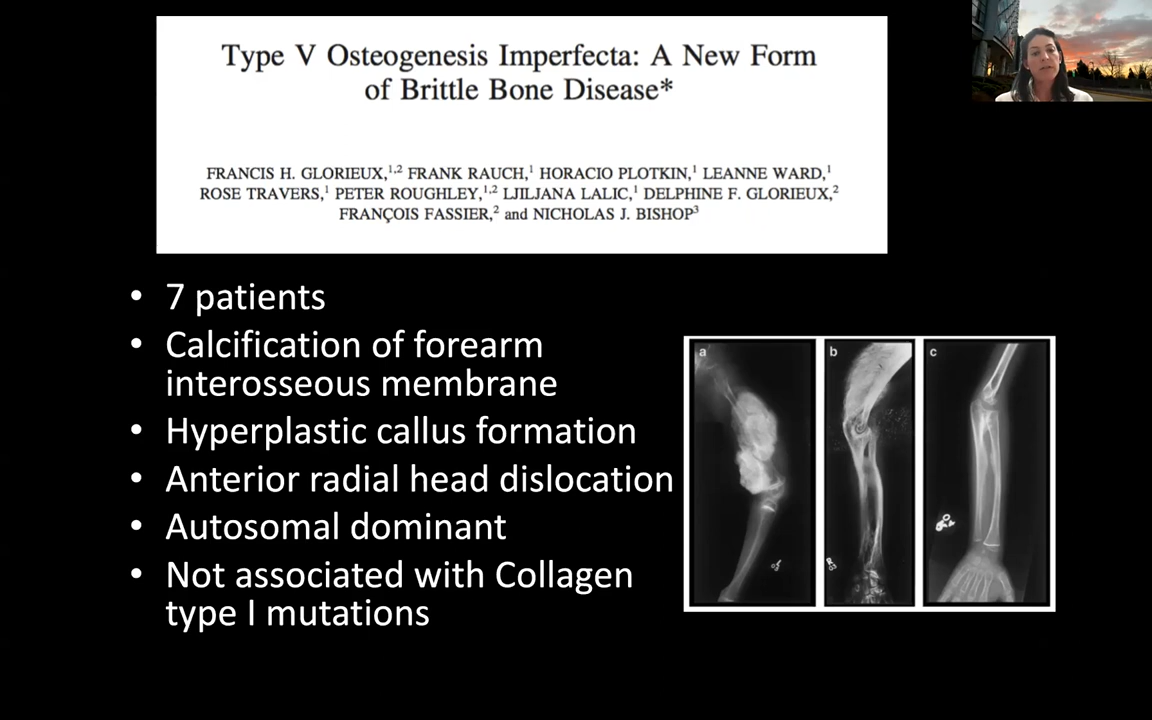 Type V Osteogenesis Imperfecta: A New Form
of Brittle Bone Disease*
FRANCIS H. GLORIEUX,1,2 FRANK RAUCH,1 HORACIO PLOTKIN,1 LEANNE WARD,1
ROSE TRAVERS,1 PETER ROUGHLEY,1,2 LJILJANA LALIC,1 DELPHINE F. GLORIEUX,2
FRANÇOIS FASSIER,2 and NICHOLAS J. BISHOP3
• 7 patients
• Calcification of forearm
interosseous membrane
• Hyperplastic callus formation
• Anterior radial head dislocation
• Autosomal dominant
• Not associated with Collagen
type I mutations
a
b
c